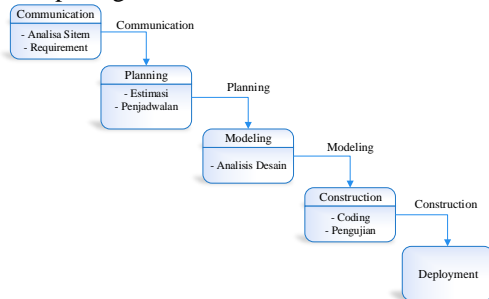 Communication
- Analisa Sitem
- Requirement
Communication
Planning
- Estimasi
- Penjadwalan
Planning
Modeling
- Analisis Desain
Modeling
Construction
- Coding
- Pengujian
Construction
Deployment